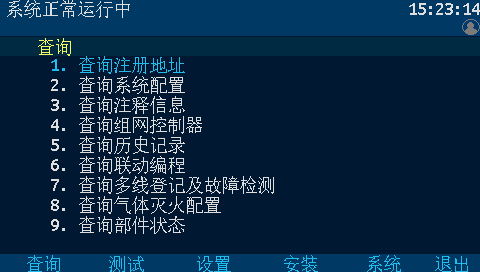 系统正常运行中 15:23:14
查询
1. 查询注册地址
2. 查询系统配置
3. 查询注释信息
4. 查询组网控制器
5. 查询历史记录
6. 查询联动编程
7. 查询多线登记及故障检测
8. 查询气体灭火配置
9. 查询部件状态
查询 测试 设置 安装 系统 退出